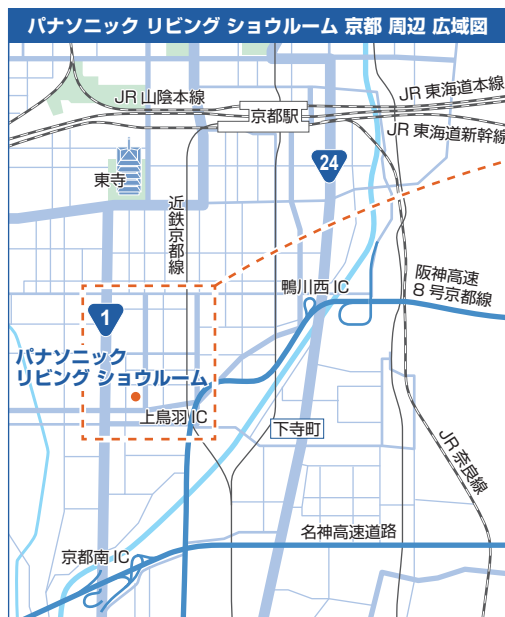 パナソニック リビング ショウルーム 京都 周辺 広域図
JR 山陰本線
京都駅
JR 東海道本線
JR 東海道新幹線
24
東寺
近鉄京都線
鴨川西 IC
阪神高速
8 号京都線
1
パナソニック
リビング ショウルーム
上鳥羽 IC
下寺町
JR 奈良線
名神高速道路
京都南 IC